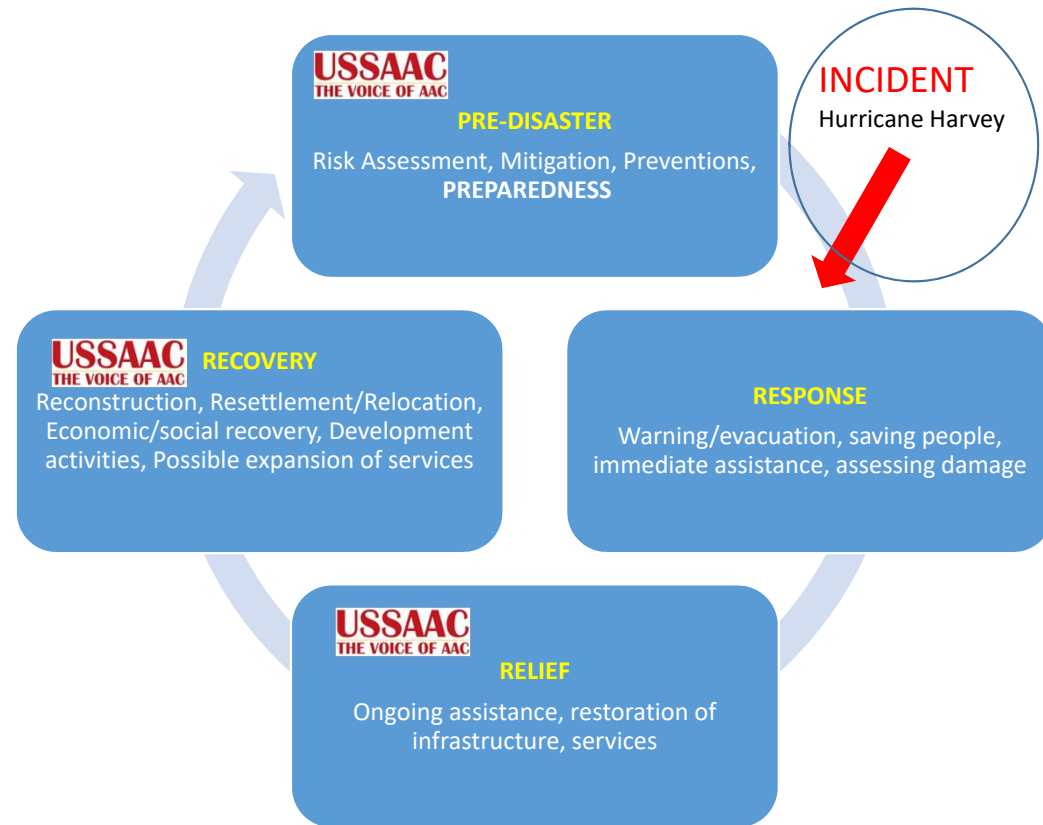 USSAAC
THE VOICE OF AAC
PRE-DISASTER
Risk Assessment, Mitigation, Preventions,
PREPAREDNESS
INCIDENT
Hurricane Harvey
USSAAC
THE VOICE OF AAC
RECOVERY
Reconstruction, Resettlement/Relocation,
Economic/social recovery, Development
activities, Possible expansion of services
RESPONSE
Warning/evacuation, saving people,
immediate assistance, assessing damage
USSAAC
THE VOICE OF AAC
RELIEF
Ongoing assistance, restoration of
infrastructure, services